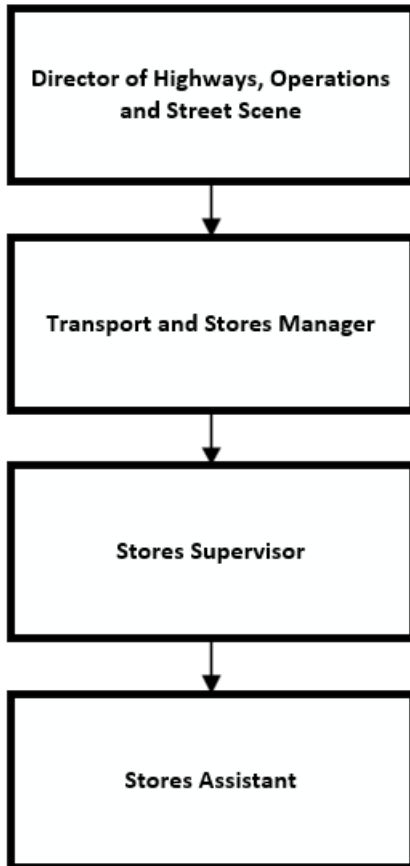 Director of Highways, Operations
and Street Scene
Transport and Stores Manager
Stores Supervisor
Stores Assistant